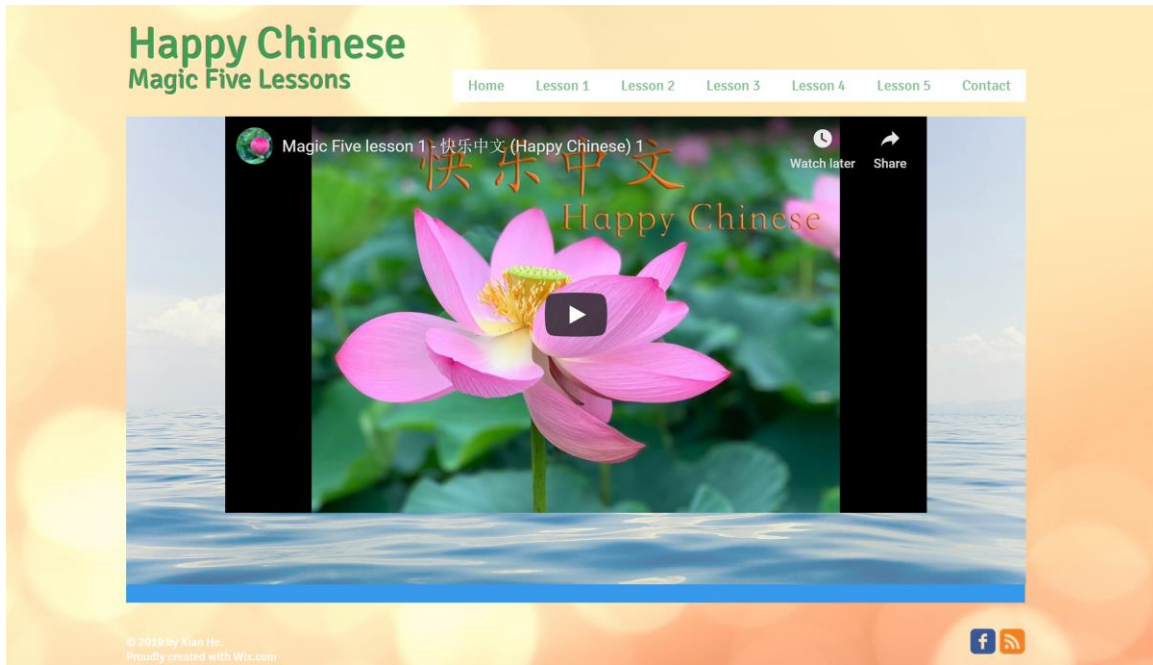 Happy Chinese
Magic Five Lessons
Home Lesson 1 Lesson 2 Lesson 3 Lesson 4 Lesson 5 Contact
Magic Five lesson 1 - 快乐中文 (Happy Chinese) 1
Watch later Share
快乐中文
Happy Chinese
© 2019 by Xian He.
Proudly created with Wix.com